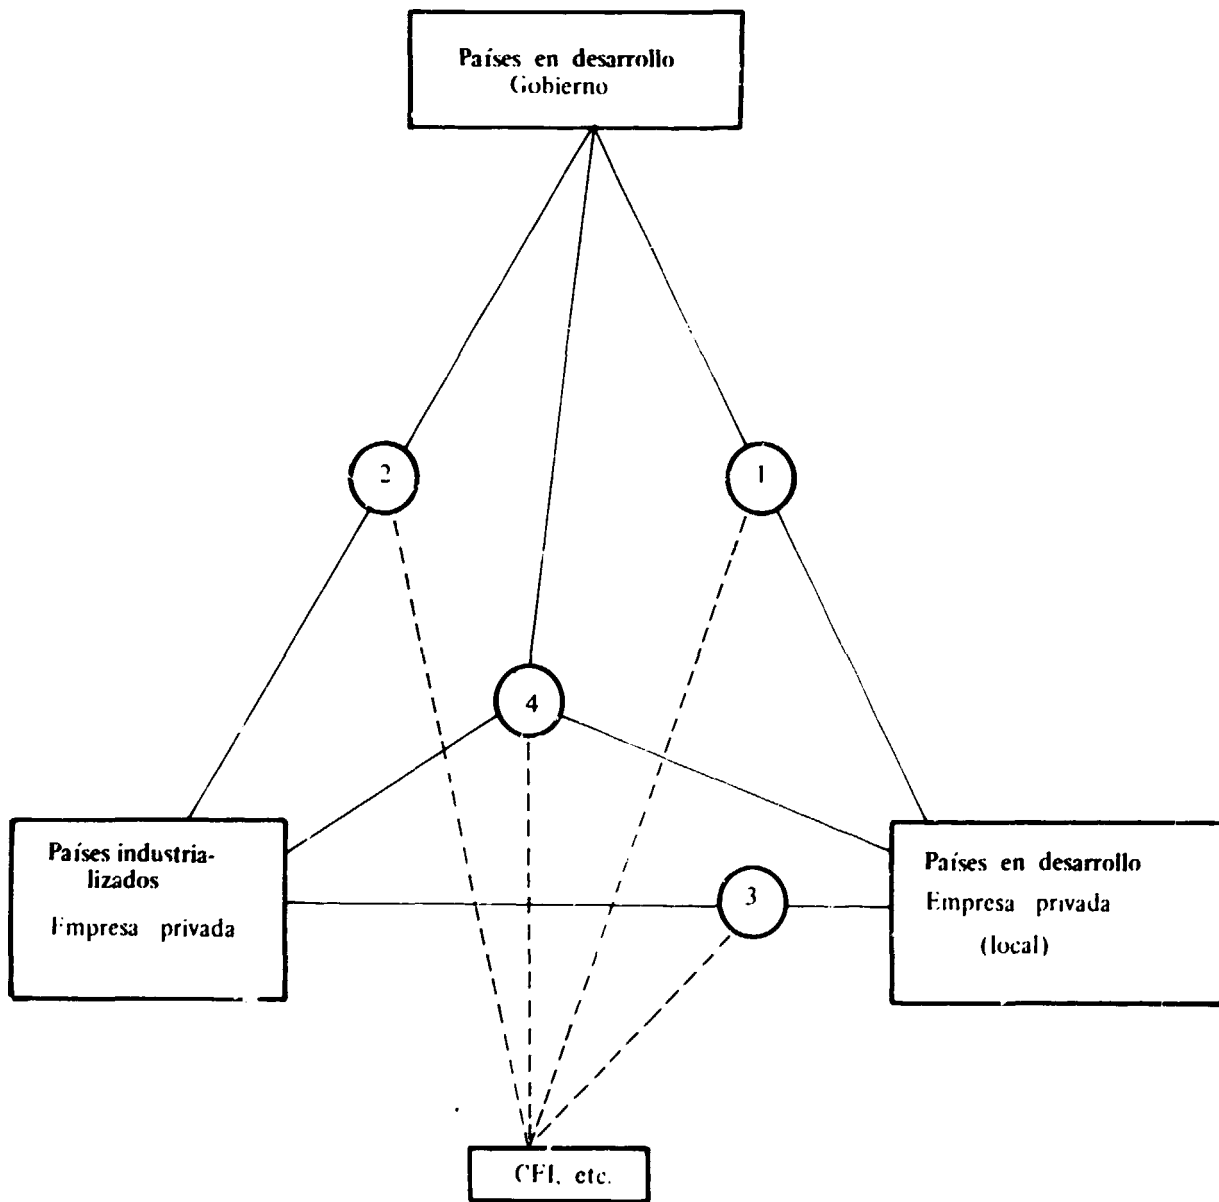 Países en desarrollo
Gobierno
2
1
4
Países industria-
lizados
Empresa privada
3
Países en desarrollo
Empresa privada
(local)
CFI, etc.